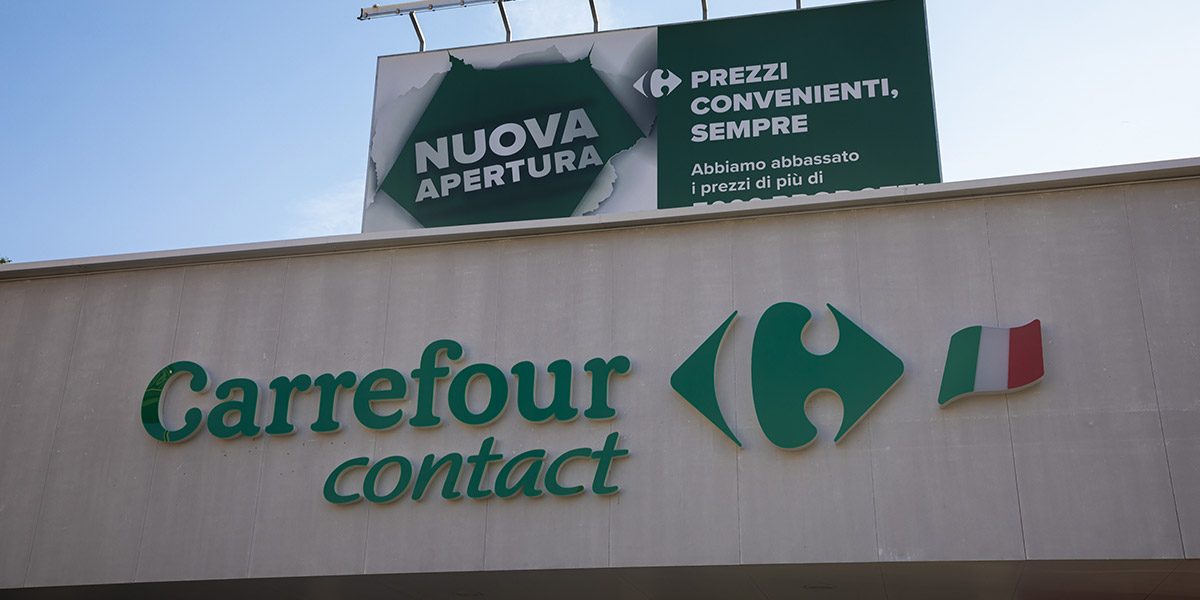 NUOVA
APERTURA
PREZZI
CONVENIENTI,
SEMPRE
Abbiamo abbassato
i prezzi di più di
Carrefour
contact